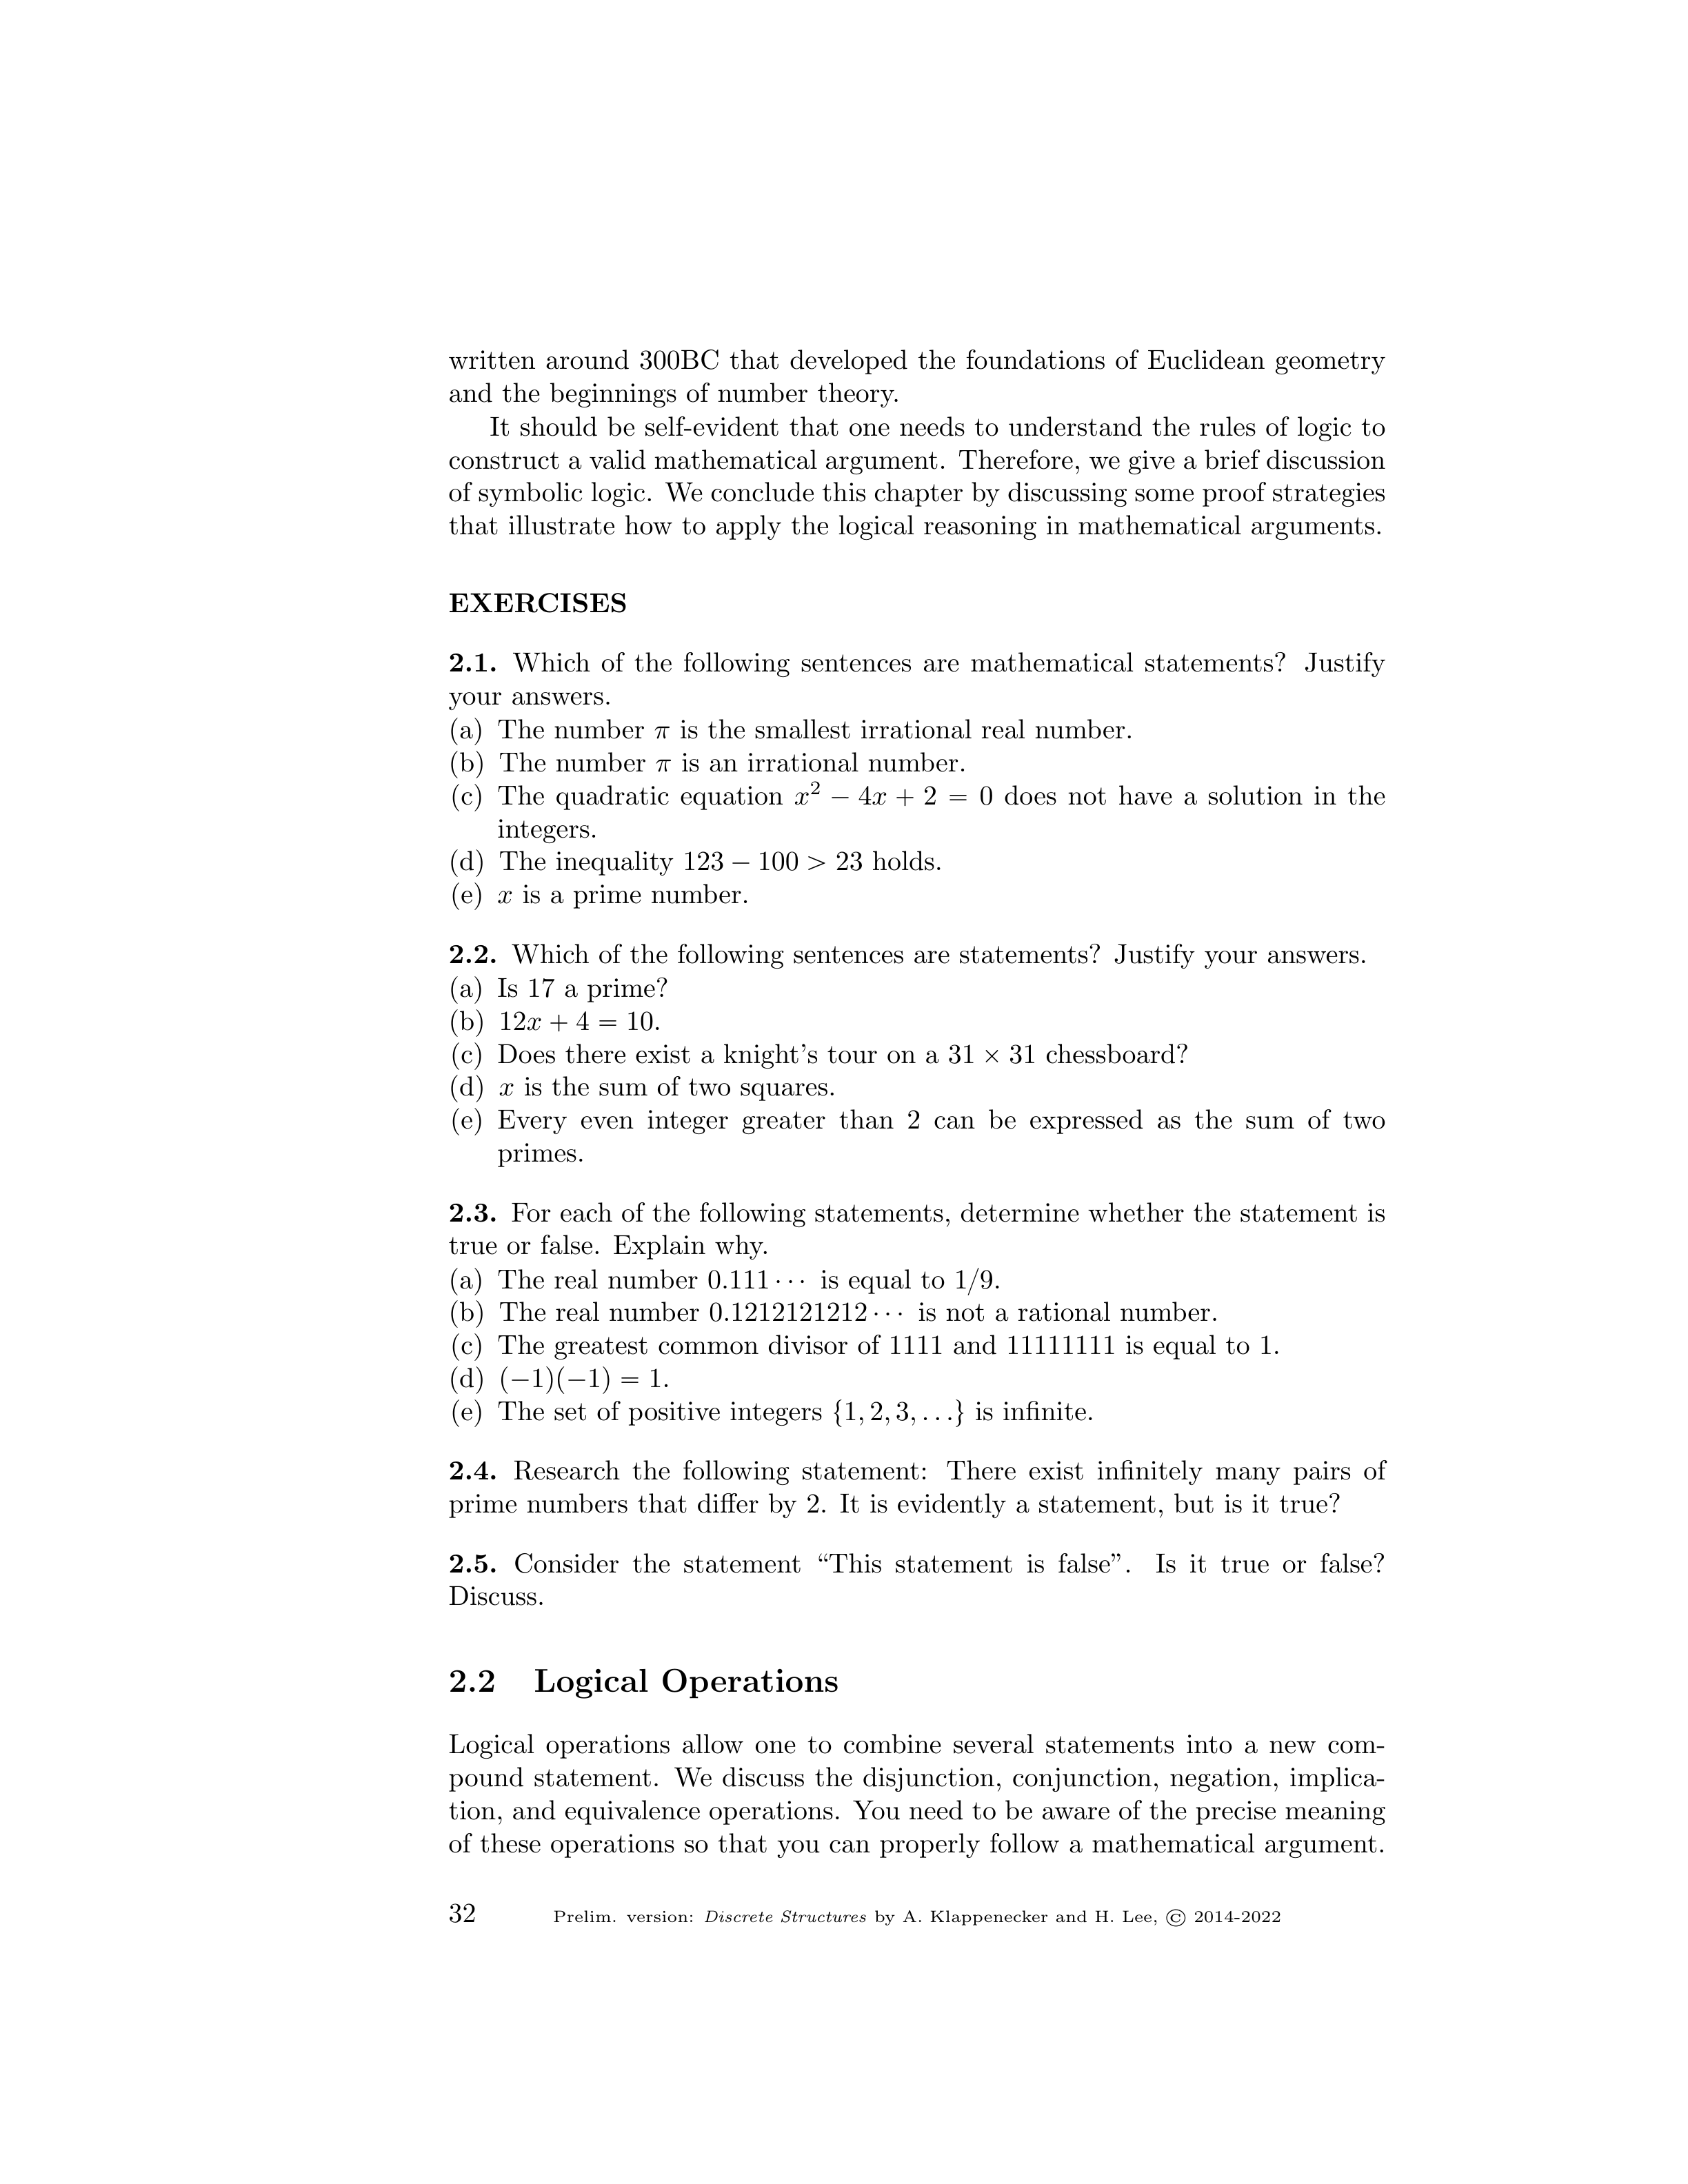 written around 300BC that developed the foundations of Euclidean geometry
and the beginnings of number theory.
It should be self-evident that one needs to understand the rules of logic to
construct a valid mathematical argument. Therefore, we give a brief discussion
of symbolic logic. We conclude this chapter by discussing some proof strategies
that illustrate how to apply the logical reasoning in mathematical arguments.
EXERCISES
2.1. Which of the following sentences are mathematical statements? Justify
your answers.
(a) The number π is the smallest irrational real number.
(b) The number π is an irrational number.
(c) The quadratic equation x² − 4x + 2 = 0 does not have a solution in the
integers.
(d) The inequality 123 − 100 > 23 holds.
(e) x is a prime number.
2.2. Which of the following sentences are statements? Justify your answers.
(a) Is 17 a prime?
(b) 12x + 4 = 10.
(c) Does there exist a knight's tour on a 31 × 31 chessboard?
(d) x is the sum of two squares.
(e) Every even integer greater than 2 can be expressed as the sum of two
primes.
2.3. For each of the following statements, determine whether the statement is
true or false. Explain why.
(a) The real number 0.111··· is equal to 1/9.
(b) The real number 0.1212121212··· is not a rational number.
(c) The greatest common divisor of 1111 and 11111111 is equal to 1.
(d) (−1)(−1) = 1.
(e) The set of positive integers {1, 2, 3, . . .} is infinite.
2.4. Research the following statement: There exist infinitely many pairs of
prime numbers that differ by 2. It is evidently a statement, but is it true?
2.5. Consider the statement “This statement is false”. Is it true or false?
Discuss.
2.2 Logical Operations
Logical operations allow one to combine several statements into a new com-
pound statement. We discuss the disjunction, conjunction, negation, implica-
tion, and equivalence operations. You need to be aware of the precise meaning
of these operations so that you can properly follow a mathematical argument.
32 Prelim. version: Discrete Structures by A. Klappenecker and H. Lee, © 2014-2022